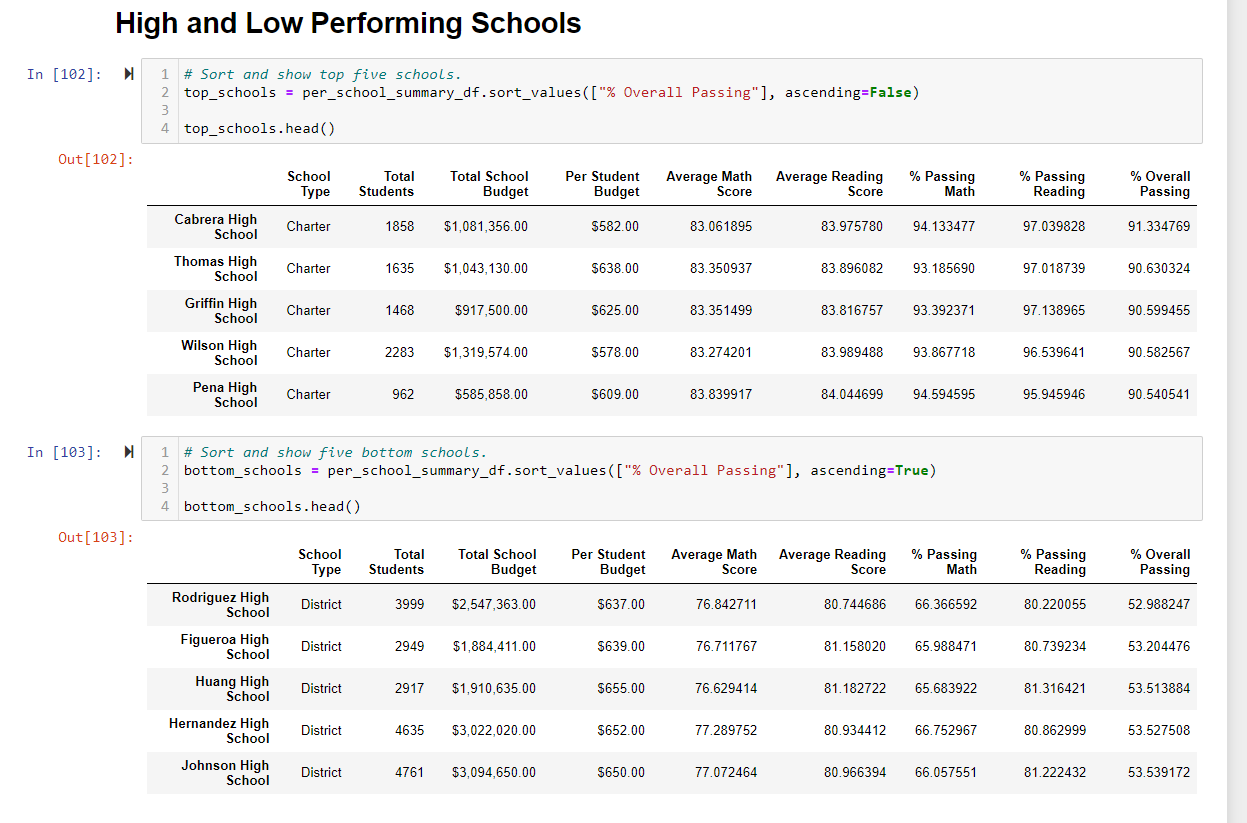 High and Low Performing Schools
In [102]:
1 # Sort and show top five schools.
2 top_schools = per_school_summary_df.sort_values(["% Overall Passing"], ascending=False)
3
4 top_schools.head()
Out[102]:
School Total Total School Per Student Average Math Average Reading % Passing % Passing % Overall
Type Students Budget Budget Score Score Math Reading Passing
Cabrera High
School Charter 1858 $1,081,356.00 $582.00 83.061895 83.975780 94.133477 97.039828 91.334769
Thomas High
School Charter 1635 $1,043,130.00 $638.00 83.350937 83.896082 93.185690 97.018739 90.630324
Griffin High
School Charter 1468 $917,500.00 $625.00 83.351499 83.816757 93.392371 97.138965 90.599455
Wilson High
School Charter 2283 $1,319,574.00 $578.00 83.274201 83.989488 93.867718 96.539641 90.582567
Pena High
School Charter 962 $585,858.00 $609.00 83.839917 84.044699 94.594595 95.945946 90.540541
In [103]:
1 # Sort and show five bottom schools.
2 bottom_schools = per_school_summary_df.sort_values(["% Overall Passing"], ascending=True)
3
4 bottom_schools.head()
Out[103]:
School Total Total School Per Student Average Math Average Reading % Passing % Passing % Overall
Type Students Budget Budget Score Score Math Reading Passing
Rodriguez High
School District 3999 $2,547,363.00 $637.00 76.842711 80.744686 66.366592 80.220055 52.988247
Figueroa High
School District 2949 $1,884,411.00 $639.00 76.711767 81.158020 65.988471 80.739234 53.204476
Huang High
School District 2917 $1,910,635.00 $655.00 76.629414 81.182722 65.683922 81.316421 53.513884
Hernandez High
School District 4635 $3,022,020.00 $652.00 77.289752 80.934412 66.752967 80.862999 53.527508
Johnson High
School District 4761 $3,094,650.00 $650.00 77.072464 80.966394 66.057551 81.222432 53.539172